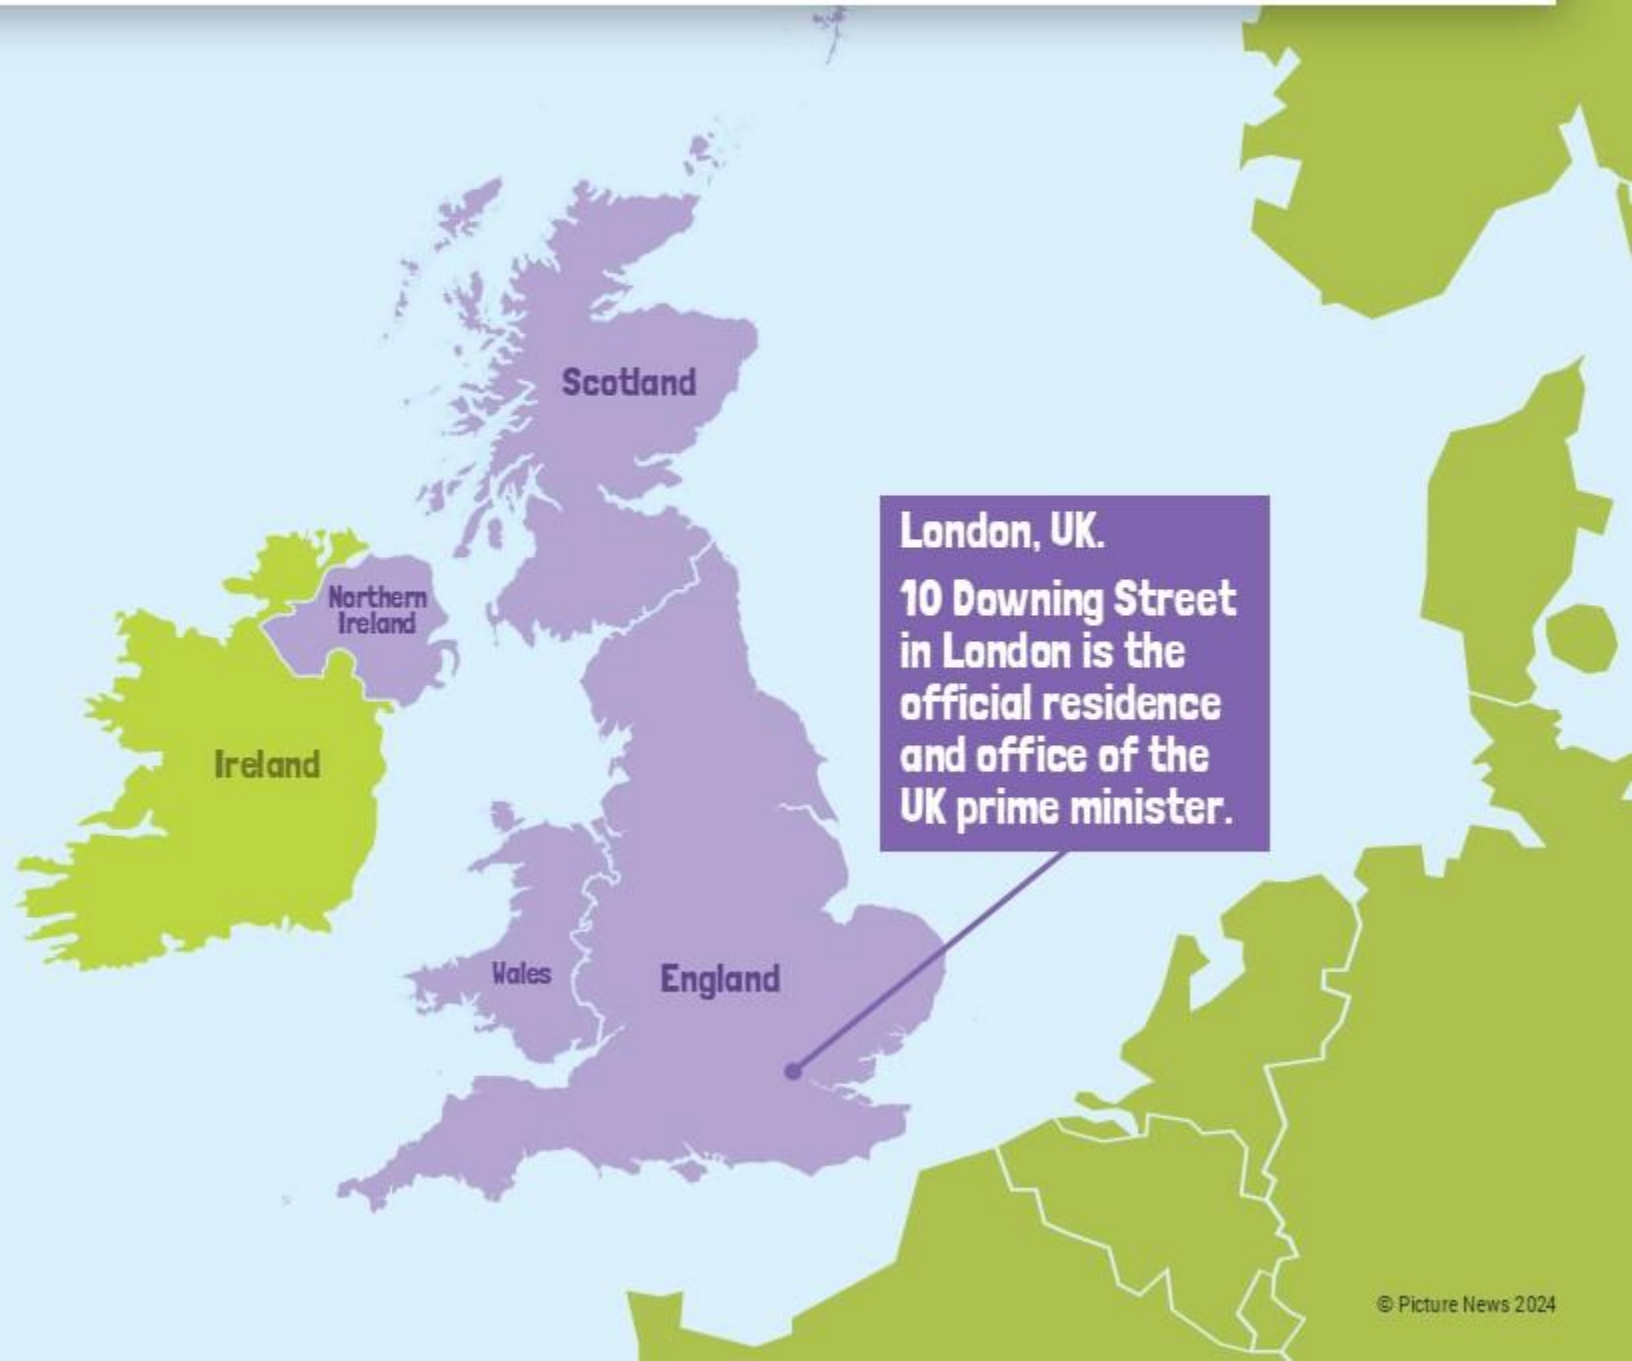 Scotland
London, UK.
10 Downing Street
in London is the
official residence
and office of the
UK prime minister.
Northern
Ireland
Ireland
Wales
England
© Picture News 2024